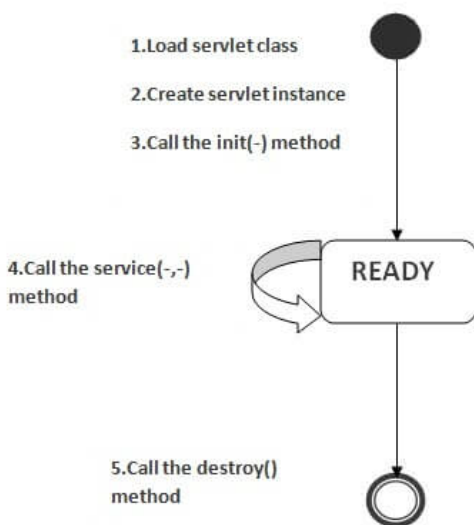 1.Load servlet class
2.Create servlet instance
3.Call the init(-) method
READY
4.Call the service(-,-)
method
5.Call the destroy()
method